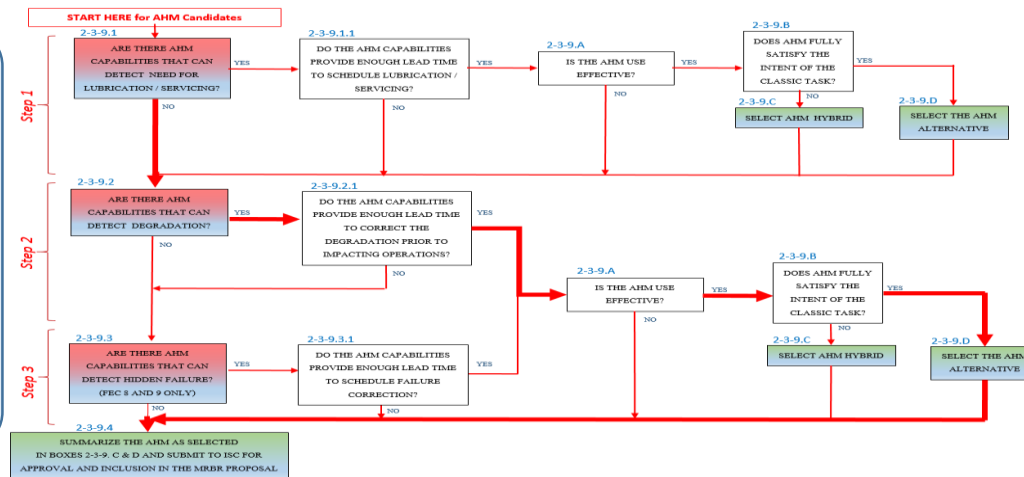 START HERE for AHM Candidates
Step 1
2-3-9.1
ARE THERE AHM
CAPABILITIES THAT CAN
DETECT NEED FOR
LUBRICATION / SERVICING?
YES
NO
2-3-9.1.1
DO THE AHM CAPABILITIES
PROVIDE ENOUGH LEAD TIME
TO SCHEDULE LUBRICATION /
SERVICING?
YES
NO
2-3-9.A
IS THE AHM USE
EFFECTIVE?
YES
NO
2-3-9.B
DOES AHM FULLY
SATISFY THE
INTENT OF THE
CLASSIC TASK?
YES
NO
2-3-9.C
SELECT AHM HYBRID
2-3-9.D
SELECT THE AHM
ALTERNATIVE
Step 2
2-3-9.2
ARE THERE AHM
CAPABILITIES THAT CAN
DETECT DEGRADATION?
YES
NO
2-3-9.2.1
DO THE AHM CAPABILITIES
PROVIDE ENOUGH LEAD TIME
TO CORRECT THE
DEGRADATION PRIOR TO
IMPACTING OPERATIONS?
YES
NO
2-3-9.A
IS THE AHM USE
EFFECTIVE?
YES
NO
2-3-9.B
DOES AHM FULLY
SATISFY THE
INTENT OF THE
CLASSIC TASK?
YES
NO
2-3-9.C
SELECT AHM HYBRID
2-3-9.D
SELECT THE AHM
ALTERNATIVE
Step 3
2-3-9.3
ARE THERE AHM
CAPABILITIES THAT CAN
DETECT HIDDEN FAILURE?
(FEC 8 AND 9 ONLY)
YES
NO
2-3-9.3.1
DO THE AHM CAPABILITIES
PROVIDE ENOUGH LEAD TIME
TO SCHEDULE FAILURE
CORRECTION?
YES
NO
2-3-9.4
SUMMARIZE THE AHM AS SELECTED
IN BOXES 2-3-9. C & D AND SUBMIT TO ISC FOR
APPROVAL AND INCLUSION IN THE MRBR PROPOSAL